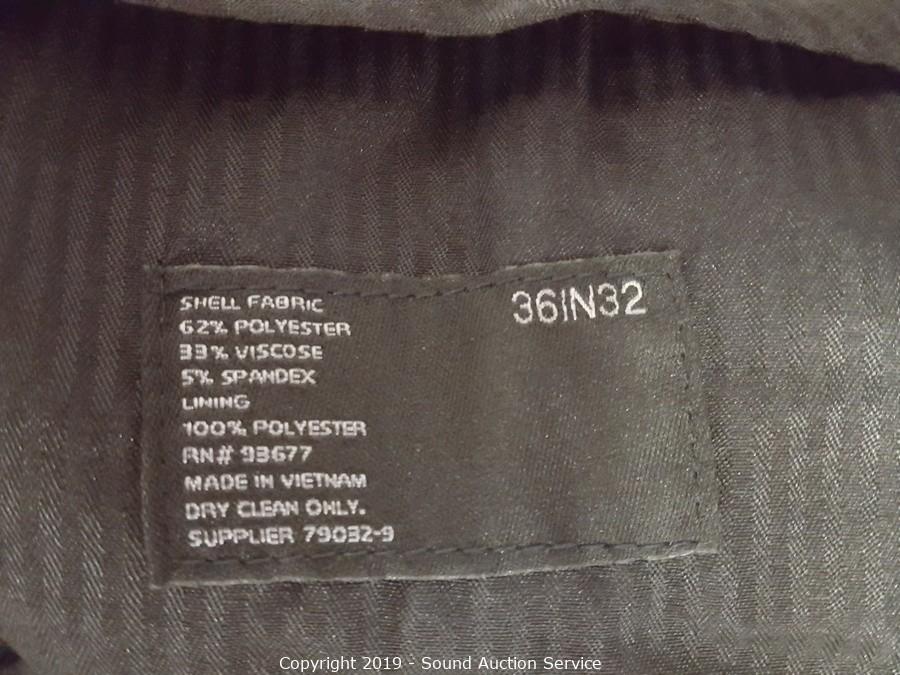 SHELL FABRIC
62% POLYESTER
33% VISCOSE
5% SPANDEX
LINING
100% POLYESTER
RN# 93677
MADE IN VIETNAM
DRY CLEAN ONLY.
SUPPLIER 79032-9
36IN32
Copyright 2019 - Sound Auction Service